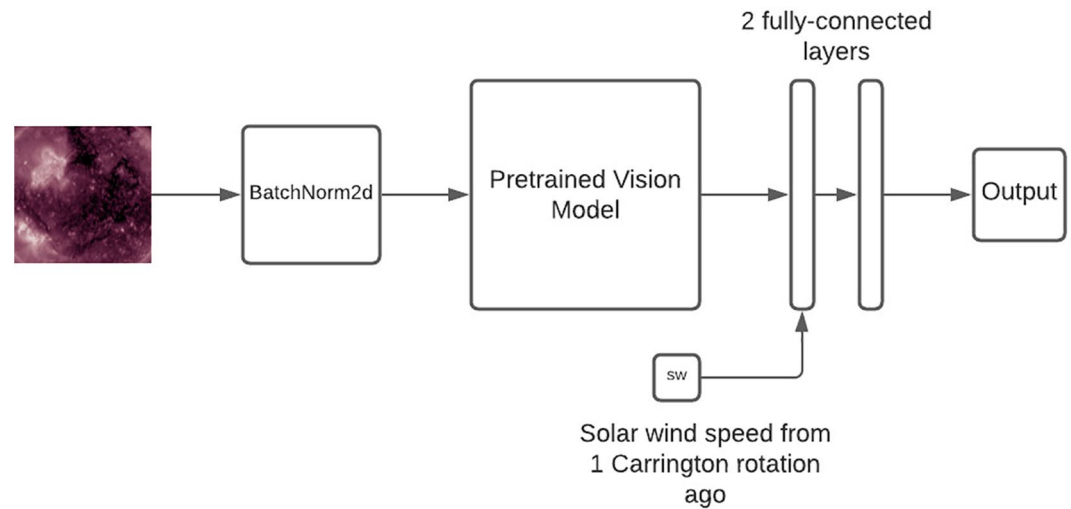 2 fully-connected
layers
BatchNorm2d
Pretrained Vision
Model
Output
sw
Solar wind speed from
1 Carrington rotation
ago